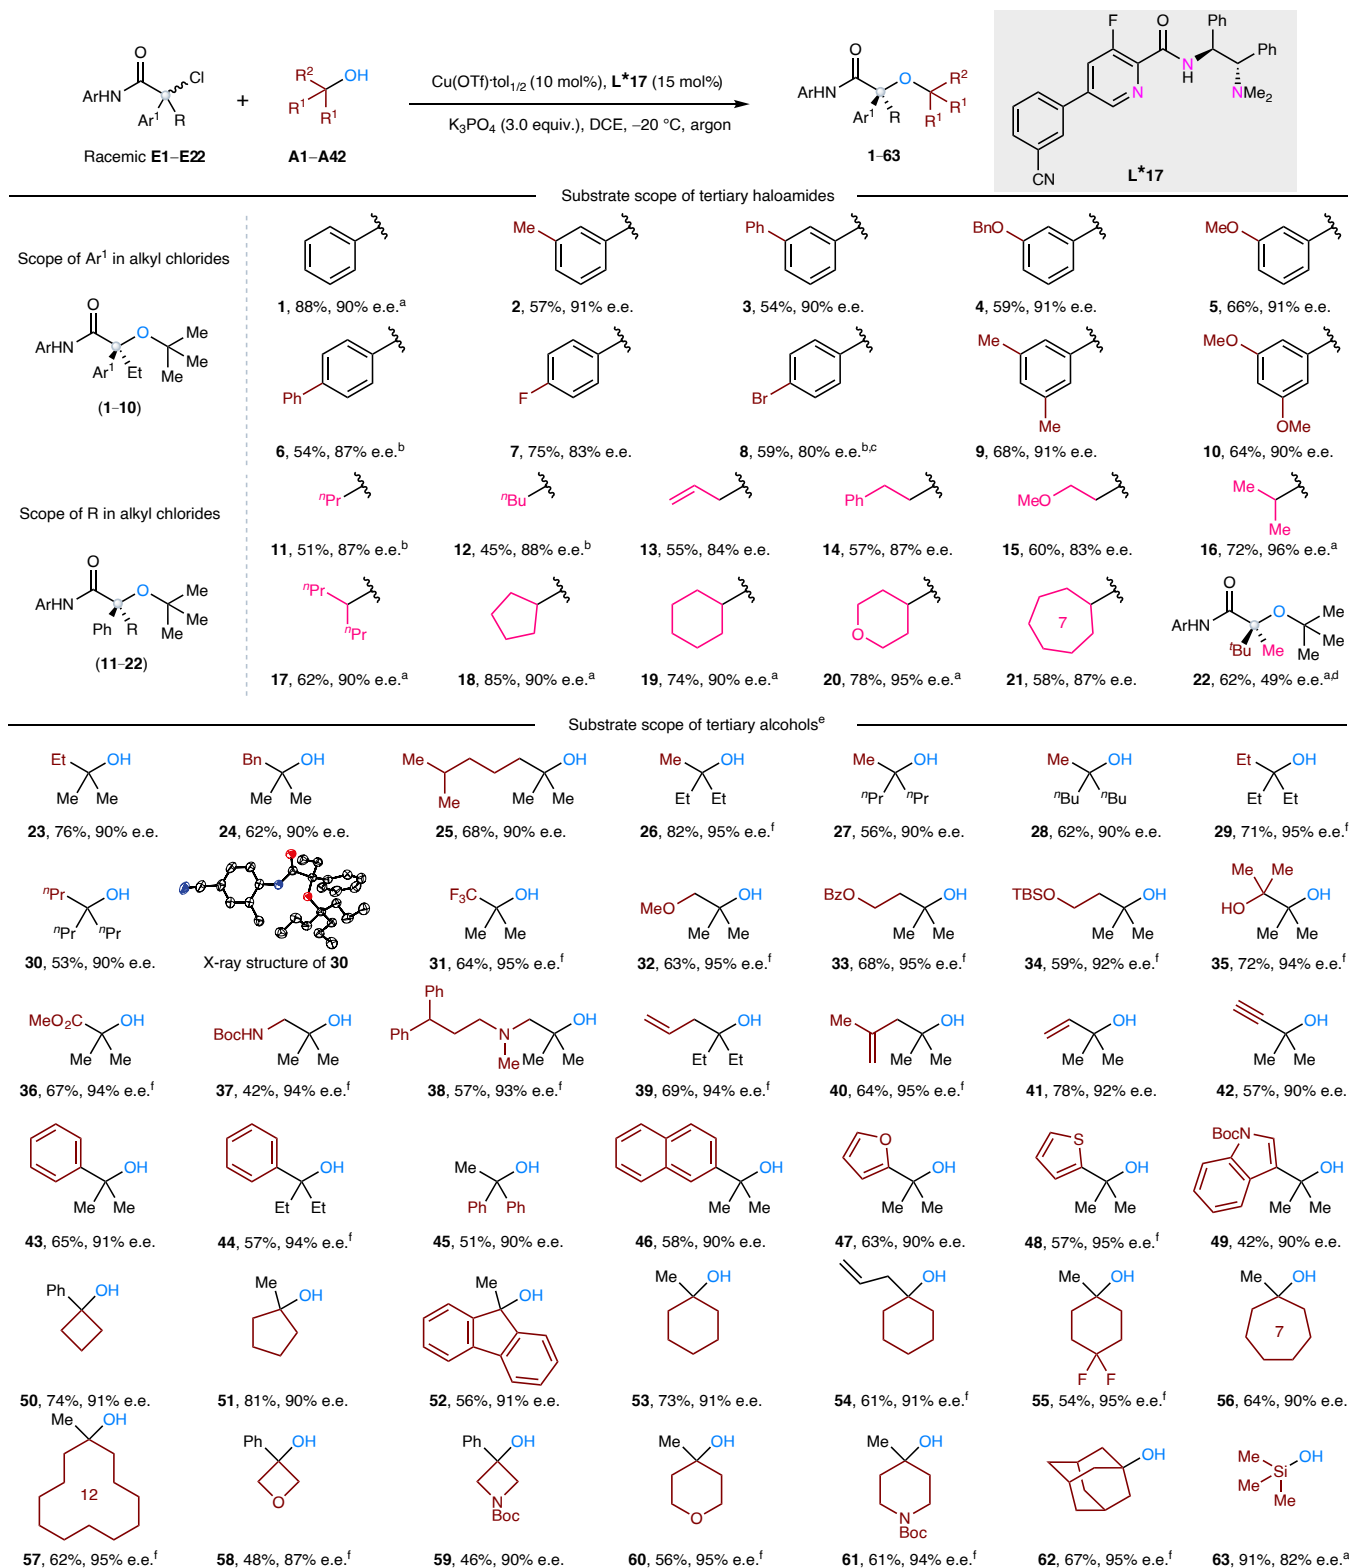 O
Cl
ArHN
Ar¹ R
Racemic E1–E22
+
R² OH
R¹ R¹
A1–A42
Cu(OTf)·tol1/2 (10 mol%), L*17 (15 mol%)
K₃PO₄ (3.0 equiv.), DCE, –20 °C, argon
O
O R²
ArHN
R¹
Ar¹ R R¹
1–63
F O Ph
Ph
N H
N NMe₂
CN
L*17
Substrate scope of tertiary haloamides
Scope of Ar¹ in alkyl chlorides
O
O Me
ArHN Me
Ar¹ Et Me
(1–10)
Me
Ph
BnO
MeO
1, 88%, 90% e.e.ᵃ
2, 57%, 91% e.e.
3, 54%, 90% e.e.
4, 59%, 91% e.e.
5, 66%, 91% e.e.
Ph
F
Br
Me
Me
MeO
OMe
6, 54%, 87% e.e.ᵇ
7, 75%, 83% e.e.
8, 59%, 80% e.e.ᵇ,ᶜ
9, 68%, 91% e.e.
10, 64%, 90% e.e.
Scope of R in alkyl chlorides
O
O Me
ArHN Me
Ph R Me
(11–22)
ⁿPr
ⁿBu
Ph
MeO
Me
Me
11, 51%, 87% e.e.ᵇ
12, 45%, 88% e.e.ᵇ
13, 55%, 84% e.e.
14, 57%, 87% e.e.
15, 60%, 83% e.e.
16, 72%, 96% e.e.ᵃ
ⁿPr
ⁿPr
O
7
O
O Me
ArHN Me
ᵗBu Me Me
17, 62%, 90% e.e.ᵃ
18, 85%, 90% e.e.ᵃ
19, 74%, 90% e.e.ᵃ
20, 78%, 95% e.e.ᵃ
21, 58%, 87% e.e.
22, 62%, 49% e.e.ᵃ,ᵈ
Substrate scope of tertiary alcoholsᵉ
Et OH
Me Me
Bn OH
Me Me
Me OH
Me Me Me
Me OH
Et Et
Me OH
ⁿPr ⁿPr
Me OH
ⁿBu ⁿBu
Et OH
Et Et
23, 76%, 90% e.e.
24, 62%, 90% e.e.
25, 68%, 90% e.e.
26, 82%, 95% e.e.ᶠ
27, 56%, 90% e.e.
28, 62%, 90% e.e.
29, 71%, 95% e.e.ᶠ
ⁿPr OH
ⁿPr ⁿPr
F₃C OH
Me Me
MeO OH
Me Me
BzO OH
Me Me
TBSO OH
Me Me
Me Me
HO OH
Me Me
30, 53%, 90% e.e.
X-ray structure of 30
31, 64%, 95% e.e.ᶠ
32, 63%, 95% e.e.ᶠ
33, 68%, 95% e.e.ᶠ
34, 59%, 92% e.e.ᶠ
35, 72%, 94% e.e.ᶠ
MeO₂C OH
Me Me
BocHN OH
Me Me
Ph
Ph N OH
Me Me Me
OH
Et Et
Me OH
Me Me
OH
Me Me
OH
Me Me
36, 67%, 94% e.e.ᶠ
37, 42%, 94% e.e.ᶠ
38, 57%, 93% e.e.ᶠ
39, 69%, 94% e.e.ᶠ
40, 64%, 95% e.e.ᶠ
41, 78%, 92% e.e.
42, 57%, 90% e.e.
OH
Me Me
OH
Et Et
Me OH
Ph Ph
OH
Me Me
O OH
Me Me
S OH
Me Me
BocN OH
Me Me
43, 65%, 91% e.e.
44, 57%, 94% e.e.ᶠ
45, 51%, 90% e.e.
46, 58%, 90% e.e.
47, 63%, 90% e.e.
48, 57%, 95% e.e.ᶠ
49, 42%, 90% e.e.
Ph OH
Me OH
Me OH
Me OH
OH
Me OH
F F
Me OH
7
50, 74%, 91% e.e.
51, 81%, 90% e.e.
52, 56%, 91% e.e.
53, 73%, 91% e.e.
54, 61%, 91% e.e.ᶠ
55, 54%, 95% e.e.ᶠ
56, 64%, 90% e.e.
Me OH
12
Ph OH
O
Ph OH
N
Boc
Me OH
O
Me OH
N
Boc
OH
Me OH
Si
Me Me
57, 62%, 95% e.e.ᶠ
58, 48%, 87% e.e.ᶠ
59, 46%, 90% e.e.
60, 56%, 95% e.e.ᶠ
61, 61%, 94% e.e.ᶠ
62, 67%, 95% e.e.ᶠ
63, 91%, 82% e.e.ᵃ